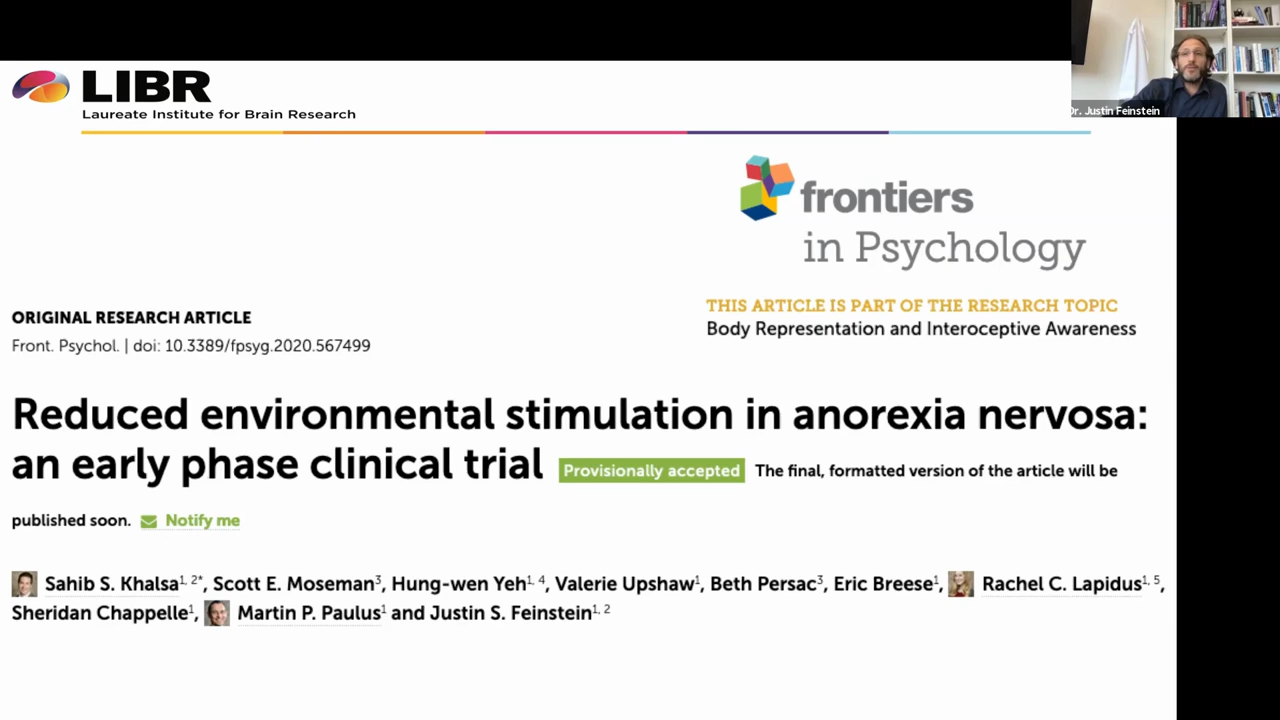 LIBR
Laureate Institute for Brain Research
Dr. Justin Feinstein
frontiers
in Psychology
THIS ARTICLE IS PART OF THE RESEARCH TOPIC
Body Representation and Interoceptive Awareness
ORIGINAL RESEARCH ARTICLE
Front. Psychol. | doi: 10.3389/fpsyg.2020.567499
Reduced environmental stimulation in anorexia nervosa:
an early phase clinical trial Provisionally accepted The final, formatted version of the article will be
published soon. Notify me
Sahib S. Khalsa1, 2*, Scott E. Moseman3, Hung-wen Yeh1, 4, Valerie Upshaw1, Beth Persac3, Eric Breese1, Rachel C. Lapidus1, 5,
Sheridan Chappelle1, Martin P. Paulus1 and Justin S. Feinstein1, 2